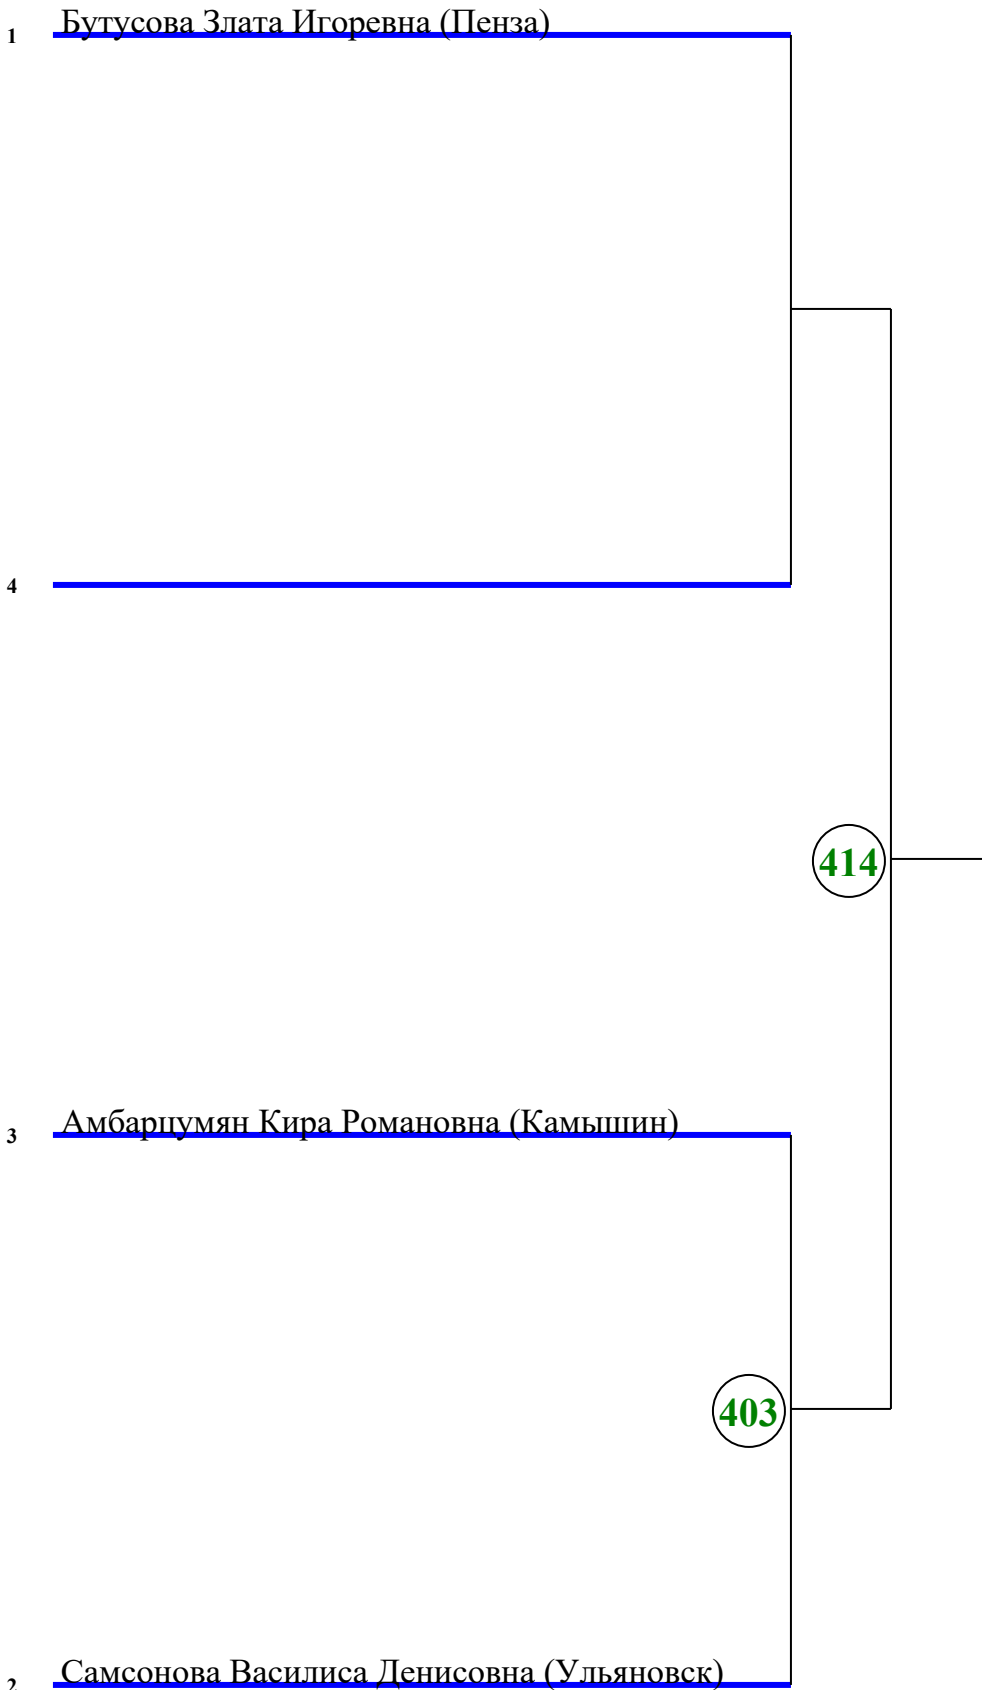 1 Бутусова Злата Игоревна (Пенза)
4
414
3 Амбарцумян Кира Романовна (Камышин)
403
2 Самсонова Василиса Денисовна (Ульяновск)